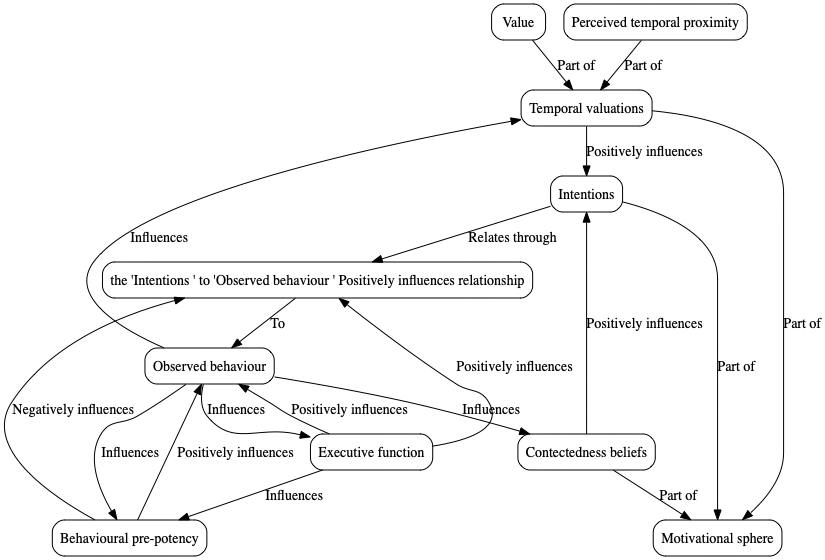 Value
Perceived temporal proximity
Part of
Part of
Temporal valuations
Positively influences
Intentions
Influences
Relates through
the 'Intentions ' to 'Observed behaviour ' Positively influences relationship
To
Positively influences
Part of
Observed behaviour
Positively influences
Part of
Negatively influences
Influences
Positively influences
Influences
Influences
Positively influences
Executive function
Contectedness beliefs
Influences
Part of
Behavioural pre-potency
Motivational sphere